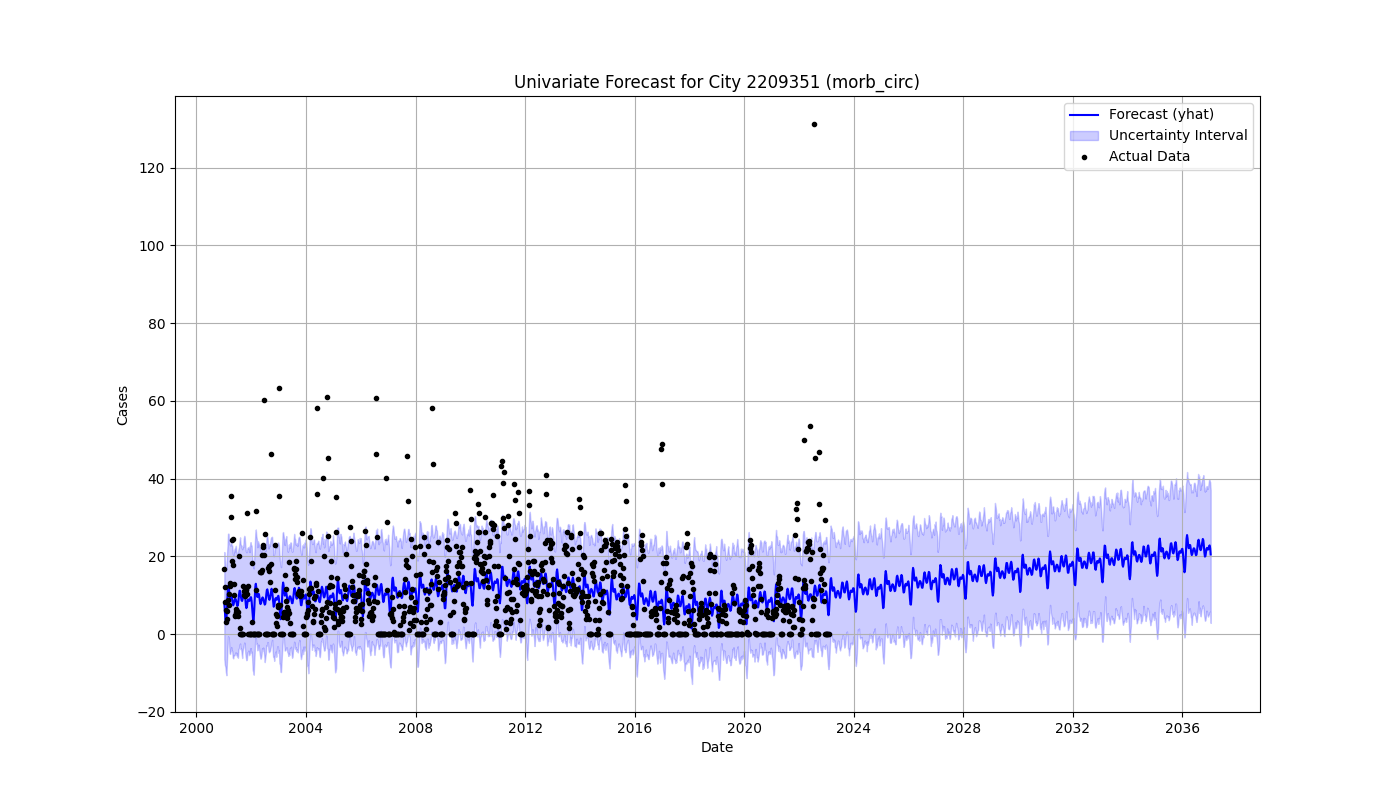 Univariate Forecast for City 2209351 (morb_circ)
Forecast (yhat)
Uncertainty Interval
Actual Data
Cases
120
100
80
60
40
20
0
−20
2000 2004 2008 2012 2016 2020 2024 2028 2032 2036
Date